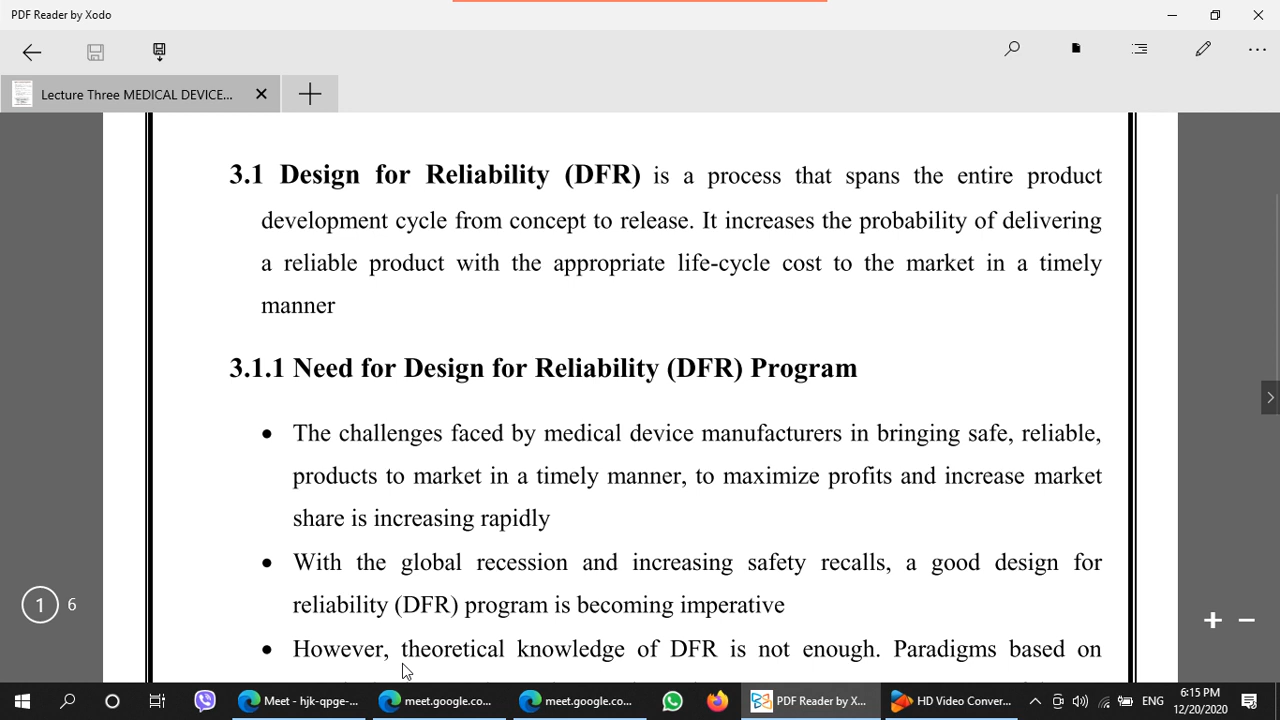 PDF Reader by Xodo
Lecture Three MEDICAL DEVICE...
3.1 Design for Reliability (DFR) is a process that spans the entire product
development cycle from concept to release. It increases the probability of delivering
a reliable product with the appropriate life-cycle cost to the market in a timely
manner
3.1.1 Need for Design for Reliability (DFR) Program
• The challenges faced by medical device manufacturers in bringing safe, reliable,
products to market in a timely manner, to maximize profits and increase market
share is increasing rapidly
• With the global recession and increasing safety recalls, a good design for
reliability (DFR) program is becoming imperative
• However, theoretical knowledge of DFR is not enough. Paradigms based on
1 6
Meet - hjk-qpge-...
meet.google.co...
meet.google.co...
PDF Reader by X...
HD Video Conver...
ENG
6:15 PM
12/20/2020